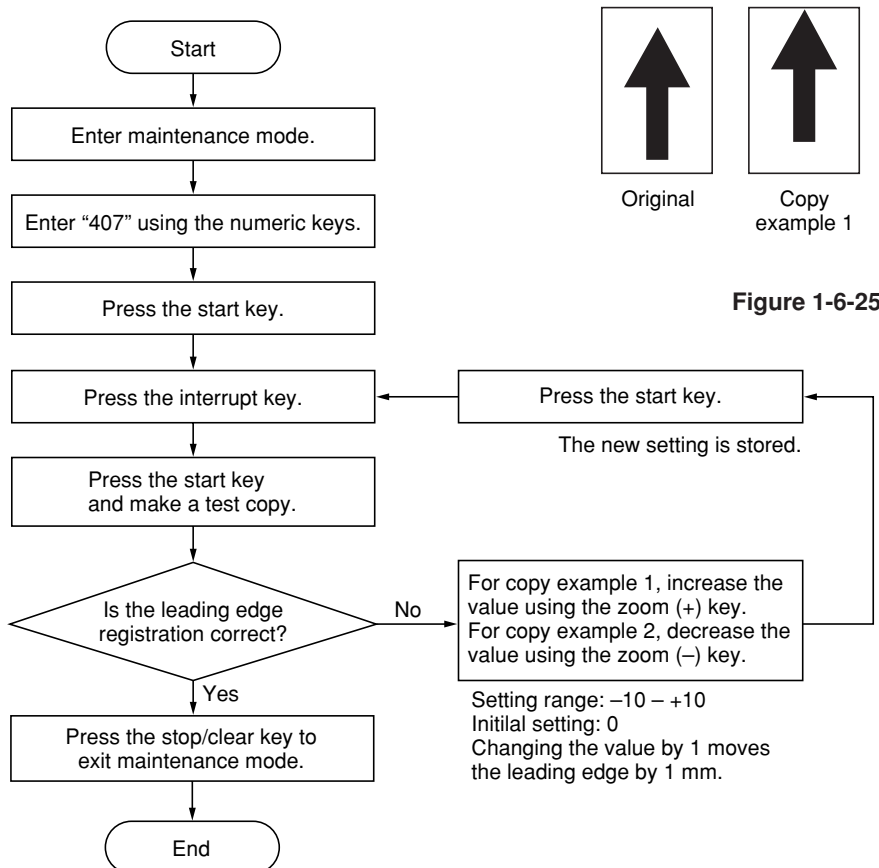 Start
Enter maintenance mode.
Enter “407” using the numeric keys.
Press the start key.
Press the interrupt key.
Press the start key
and make a test copy.
Is the leading edge
registration correct?
No
Yes
Press the stop/clear key to
exit maintenance mode.
End
Press the start key.
The new setting is stored.
For copy example 1, increase the
value using the zoom (+) key.
For copy example 2, decrease the
value using the zoom (–) key.
Setting range: –10 – +10
Initilal setting: 0
Changing the value by 1 moves
the leading edge by 1 mm.
Original
Copy
example 1
Figure 1-6-25